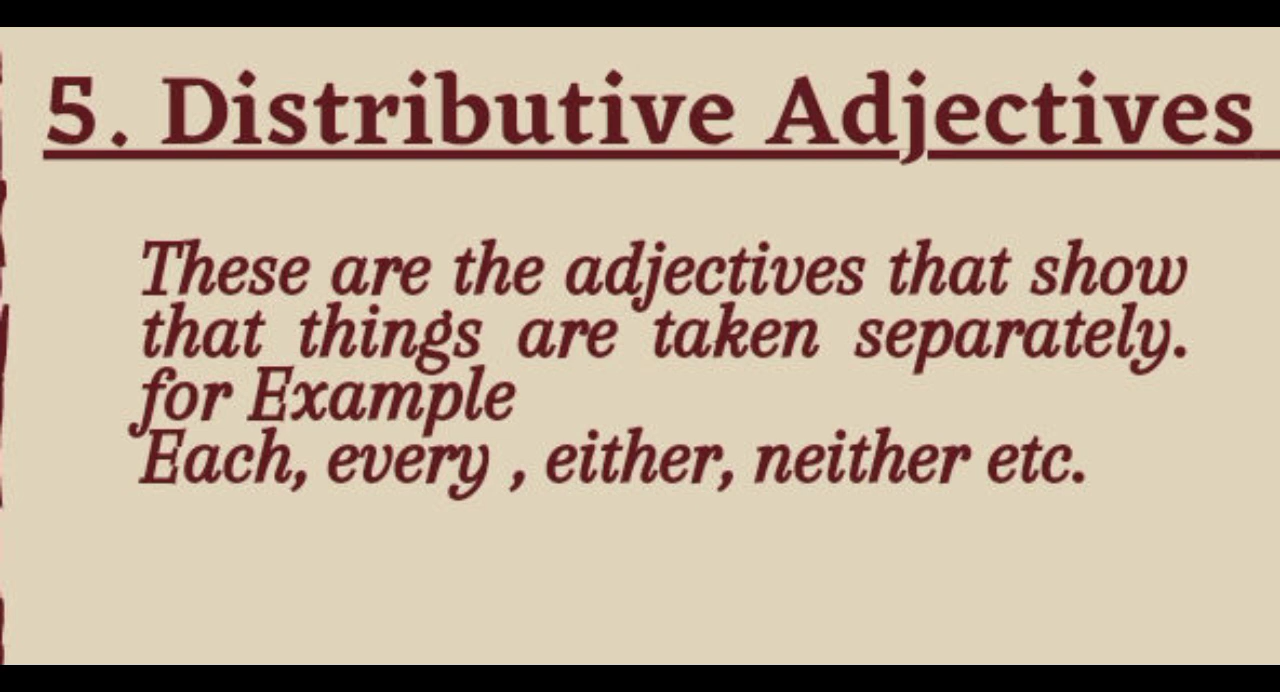 5. Distributive Adjectives
These are the adjectives that show
that things are taken separately.
for Example
Each, every , either, neither etc.